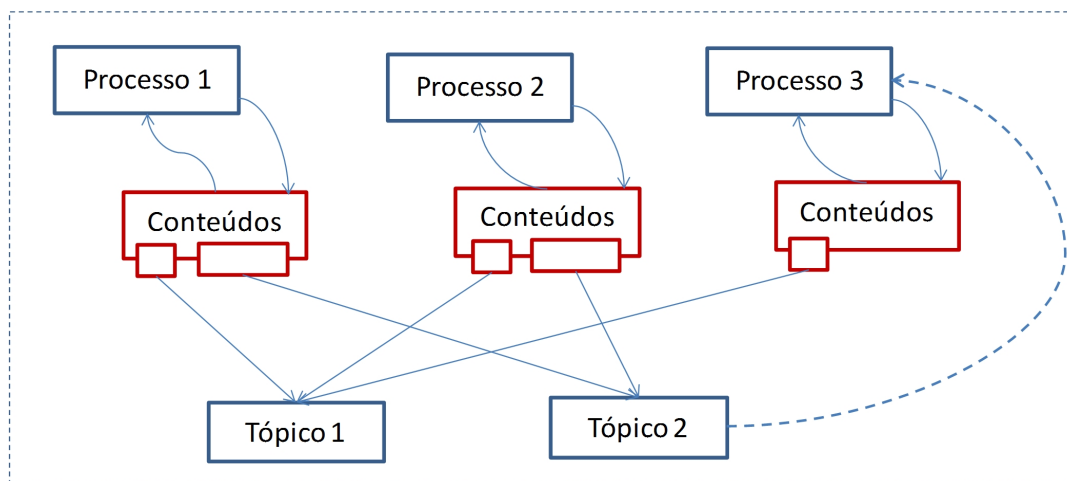 Processo 1
Processo 2
Processo 3
Conteúdos
Conteúdos
Conteúdos
Tópico 1
Tópico 2